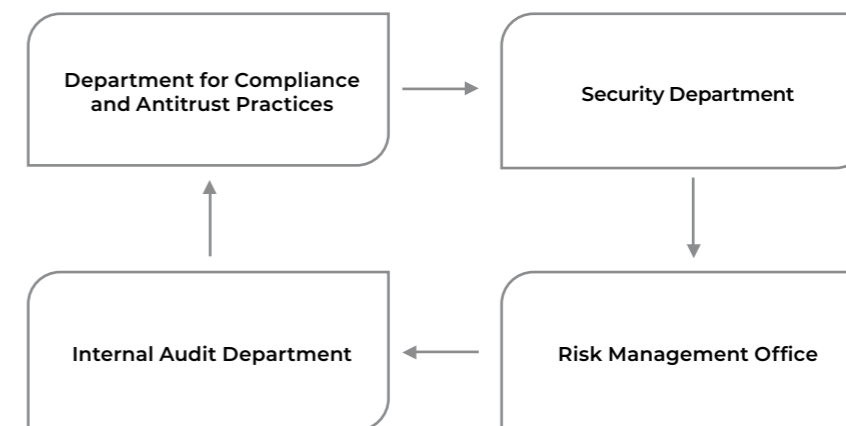 Department for Compliance
and Antitrust Practices
Security Department
Internal Audit Department
Risk Management Office